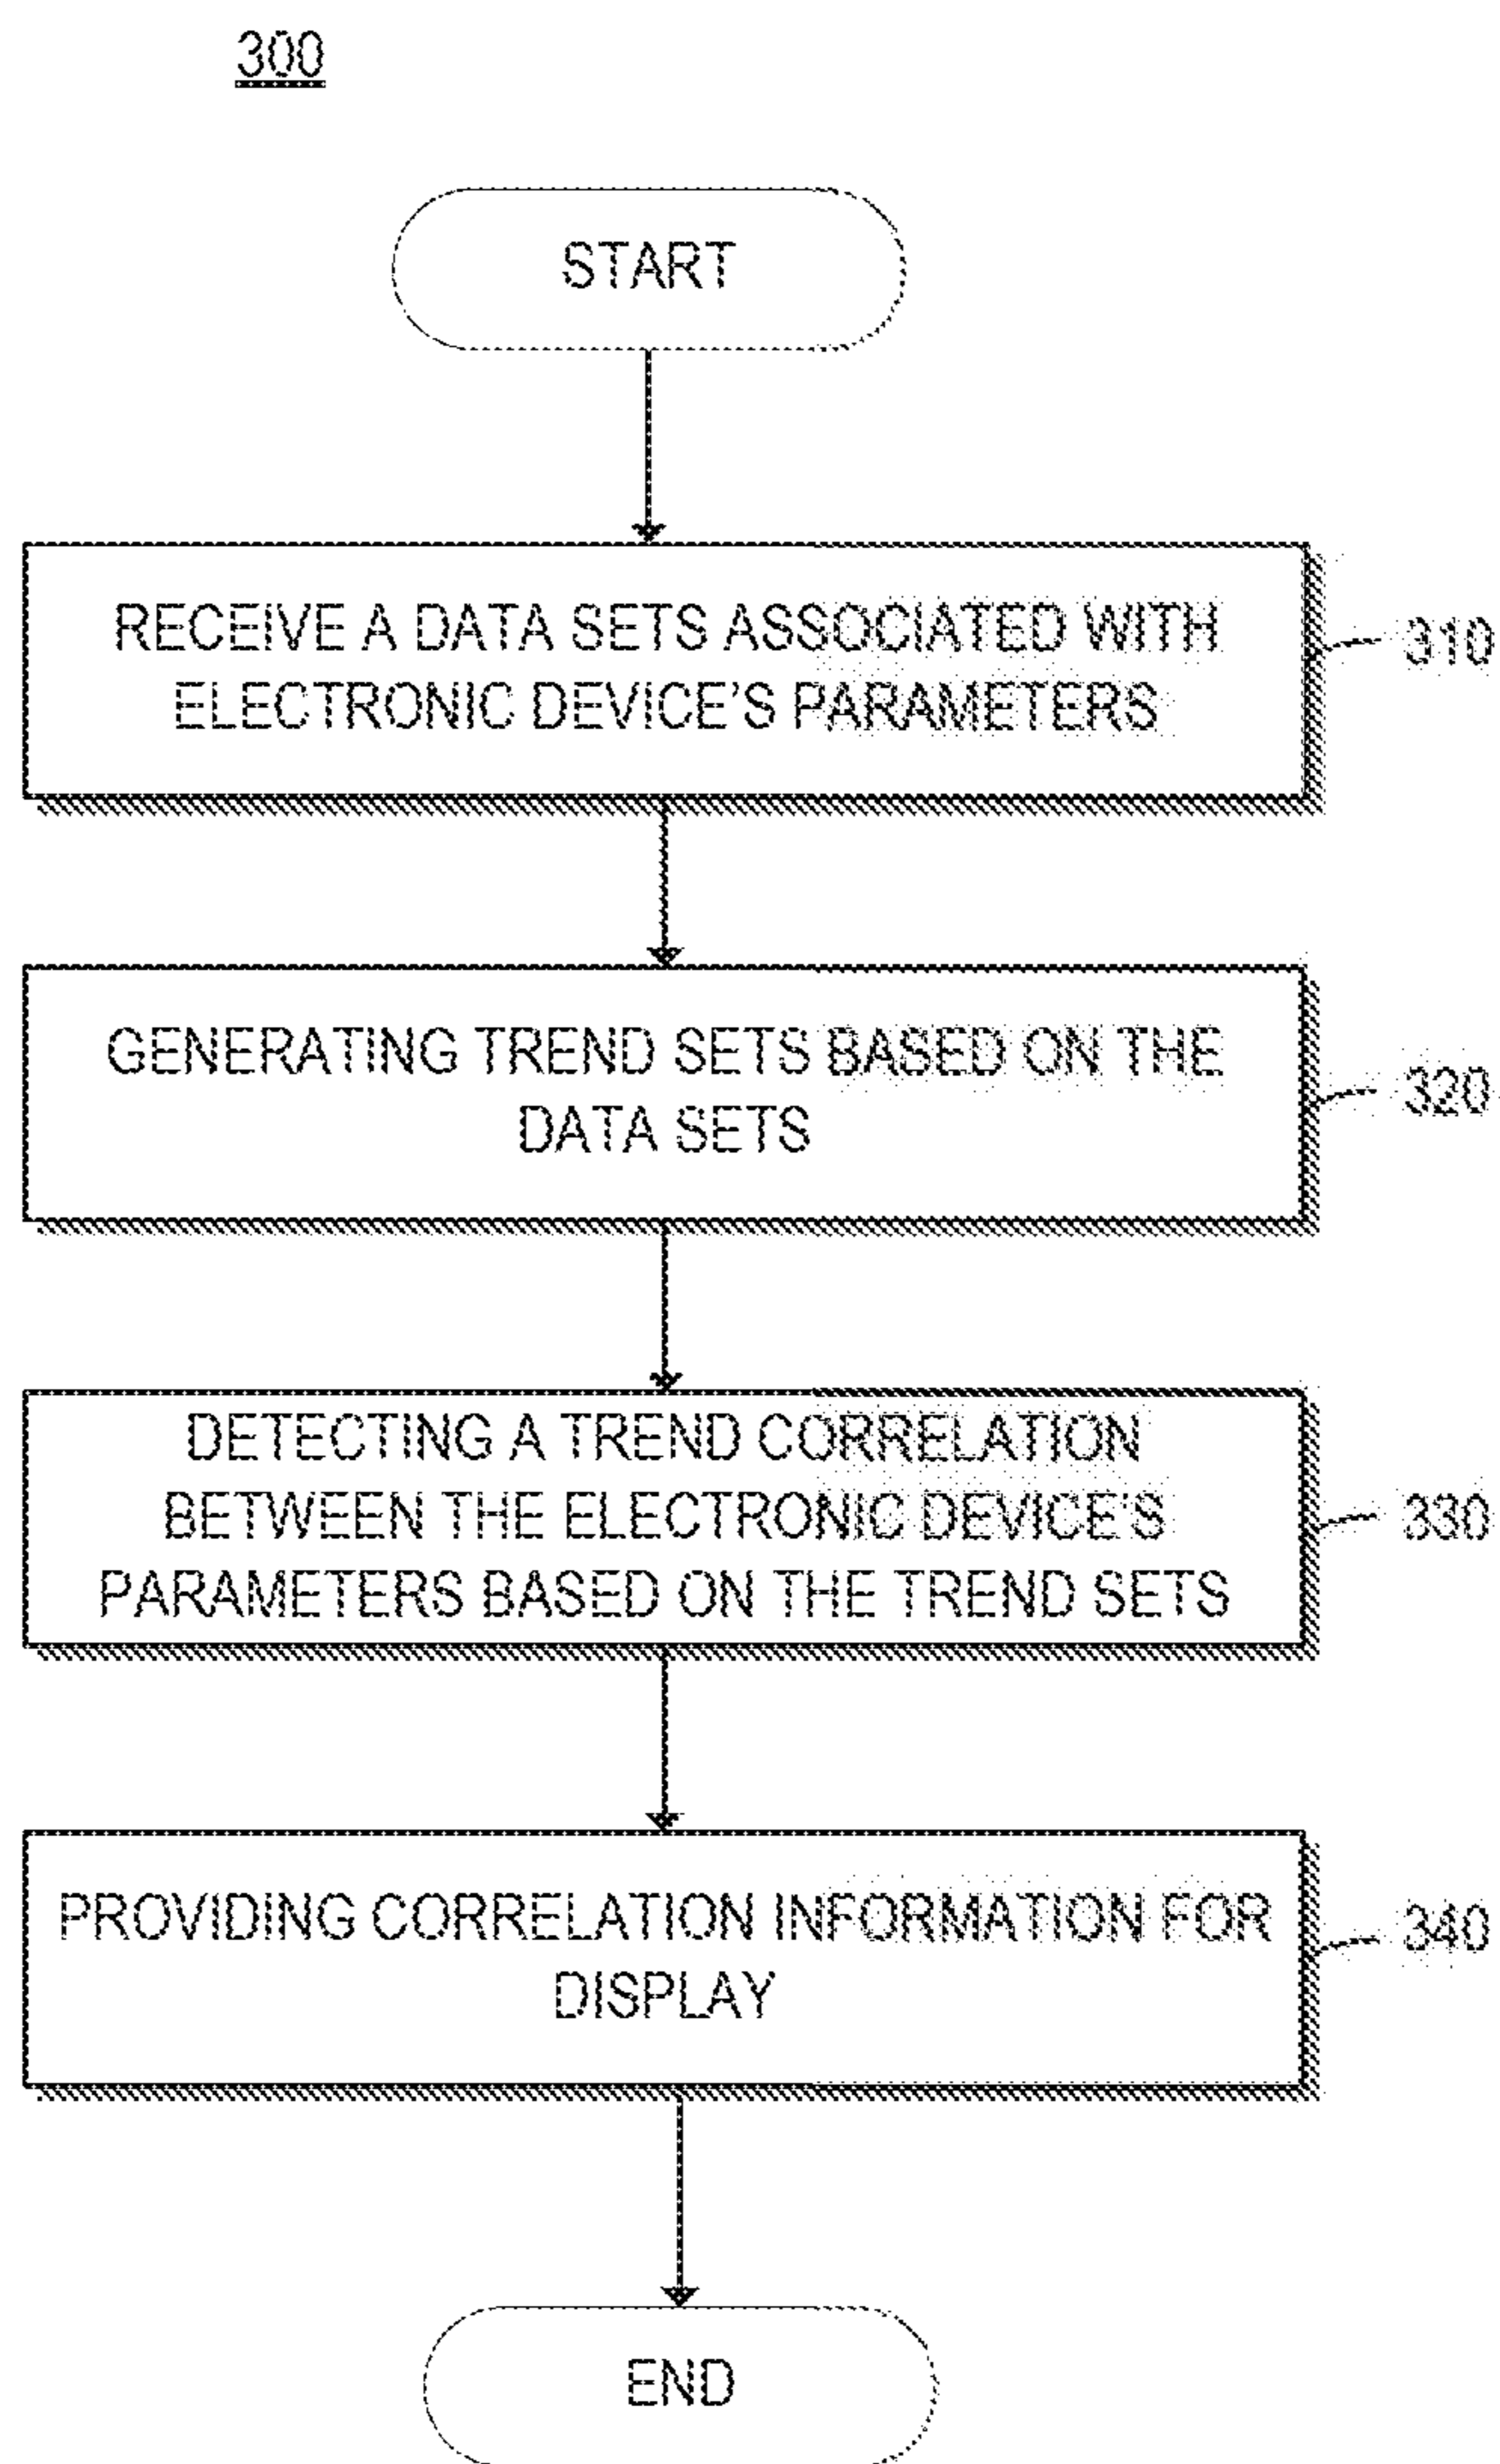 300
START
RECEIVE A DATA SETS ASSOCIATED WITH
ELECTRONIC DEVICE'S PARAMETERS
310
GENERATING TREND SETS BASED ON THE
DATA SETS
320
DETECTING A TREND CORRELATION
BETWEEN THE ELECTRONIC DEVICE'S
PARAMETERS BASED ON THE TREND SETS
330
PROVIDING CORRELATION INFORMATION FOR
DISPLAY
340
END